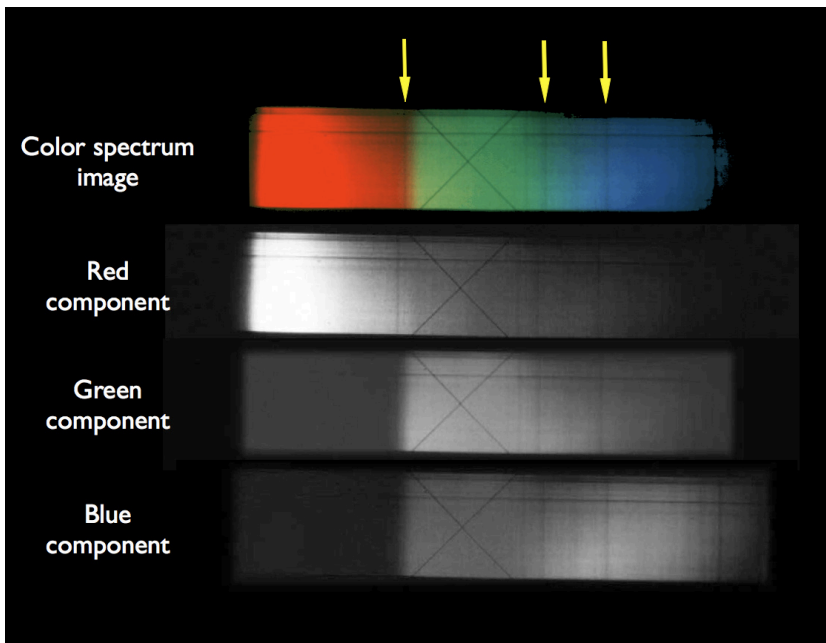 Color spectrum
image
Red
component
Green
component
Blue
component